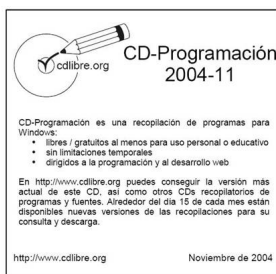 cdlibre.org
CD-Programación
2004-11
CD-Programación es una recopilación de programas para
Windows:
• libres / gratuitos al menos para uso personal o educativo
• sin limitaciones temporales
• dirigidos a la programación y al desarrollo web
En http://www.cdlibre.org puedes conseguir la versión más
actual de este CD, así como otros CDs recopilatorios de
programas y fuentes. Alrededor del día 15 de cada mes están
disponibles nuevas versiones de las recopilaciones para su
consulta y descarga.
http://www.cdlibre.org Noviembre de 2004